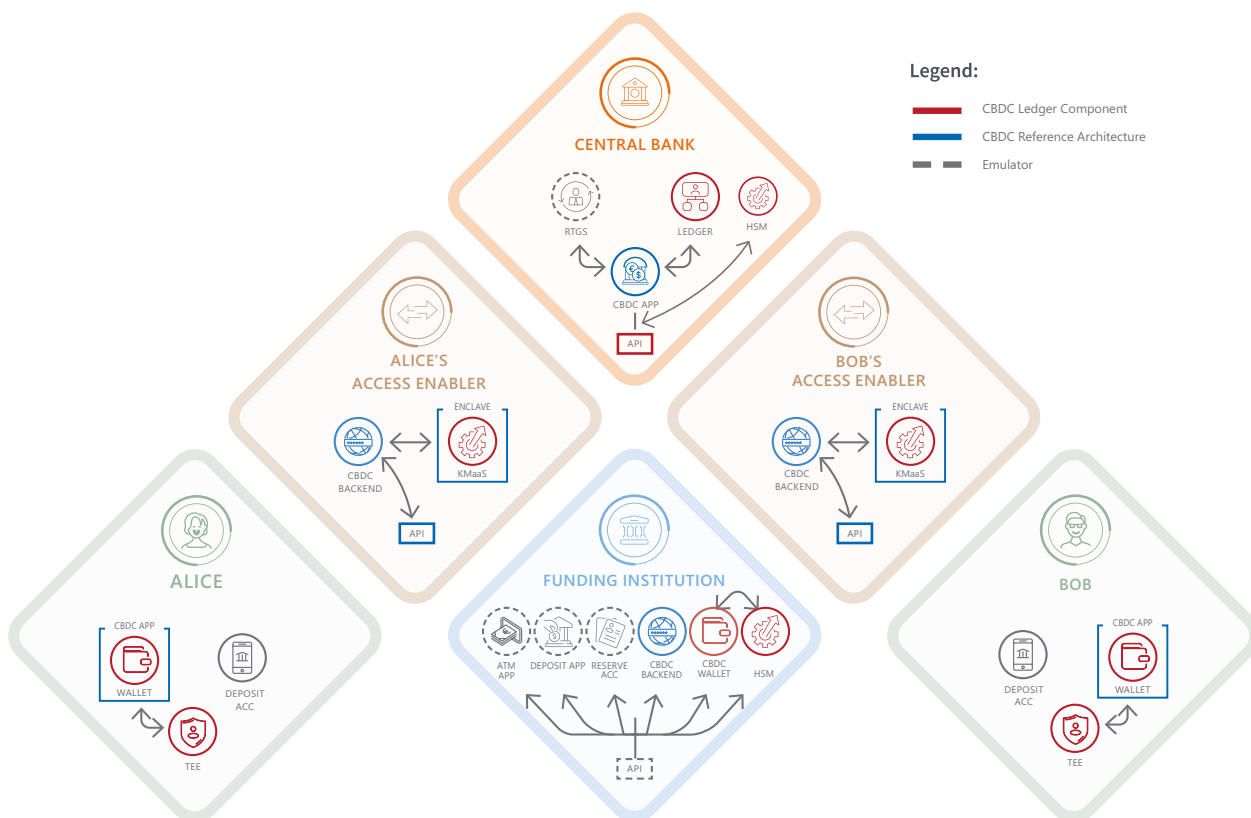 Legend:
CBDC Ledger Component
CBDC Reference Architecture
Emulator
CENTRAL BANK
RTGS
LEDGER
HSM
CBDC APP
API
ALICE'S
ACCESS ENABLER
ENCLAVE
KMaaS
CBDC
BACKEND
API
BOB'S
ACCESS ENABLER
ENCLAVE
KMaaS
CBDC
BACKEND
API
ALICE
CBDC APP
WALLET
DEPOSIT
ACC
TEE
FUNDING INSTITUTION
ATM
APP
DEPOSIT APP
RESERVE
ACC
CBDC
BACKEND
CBDC
WALLET
HSM
API
BOB
DEPOSIT
ACC
CBDC APP
WALLET
TEE